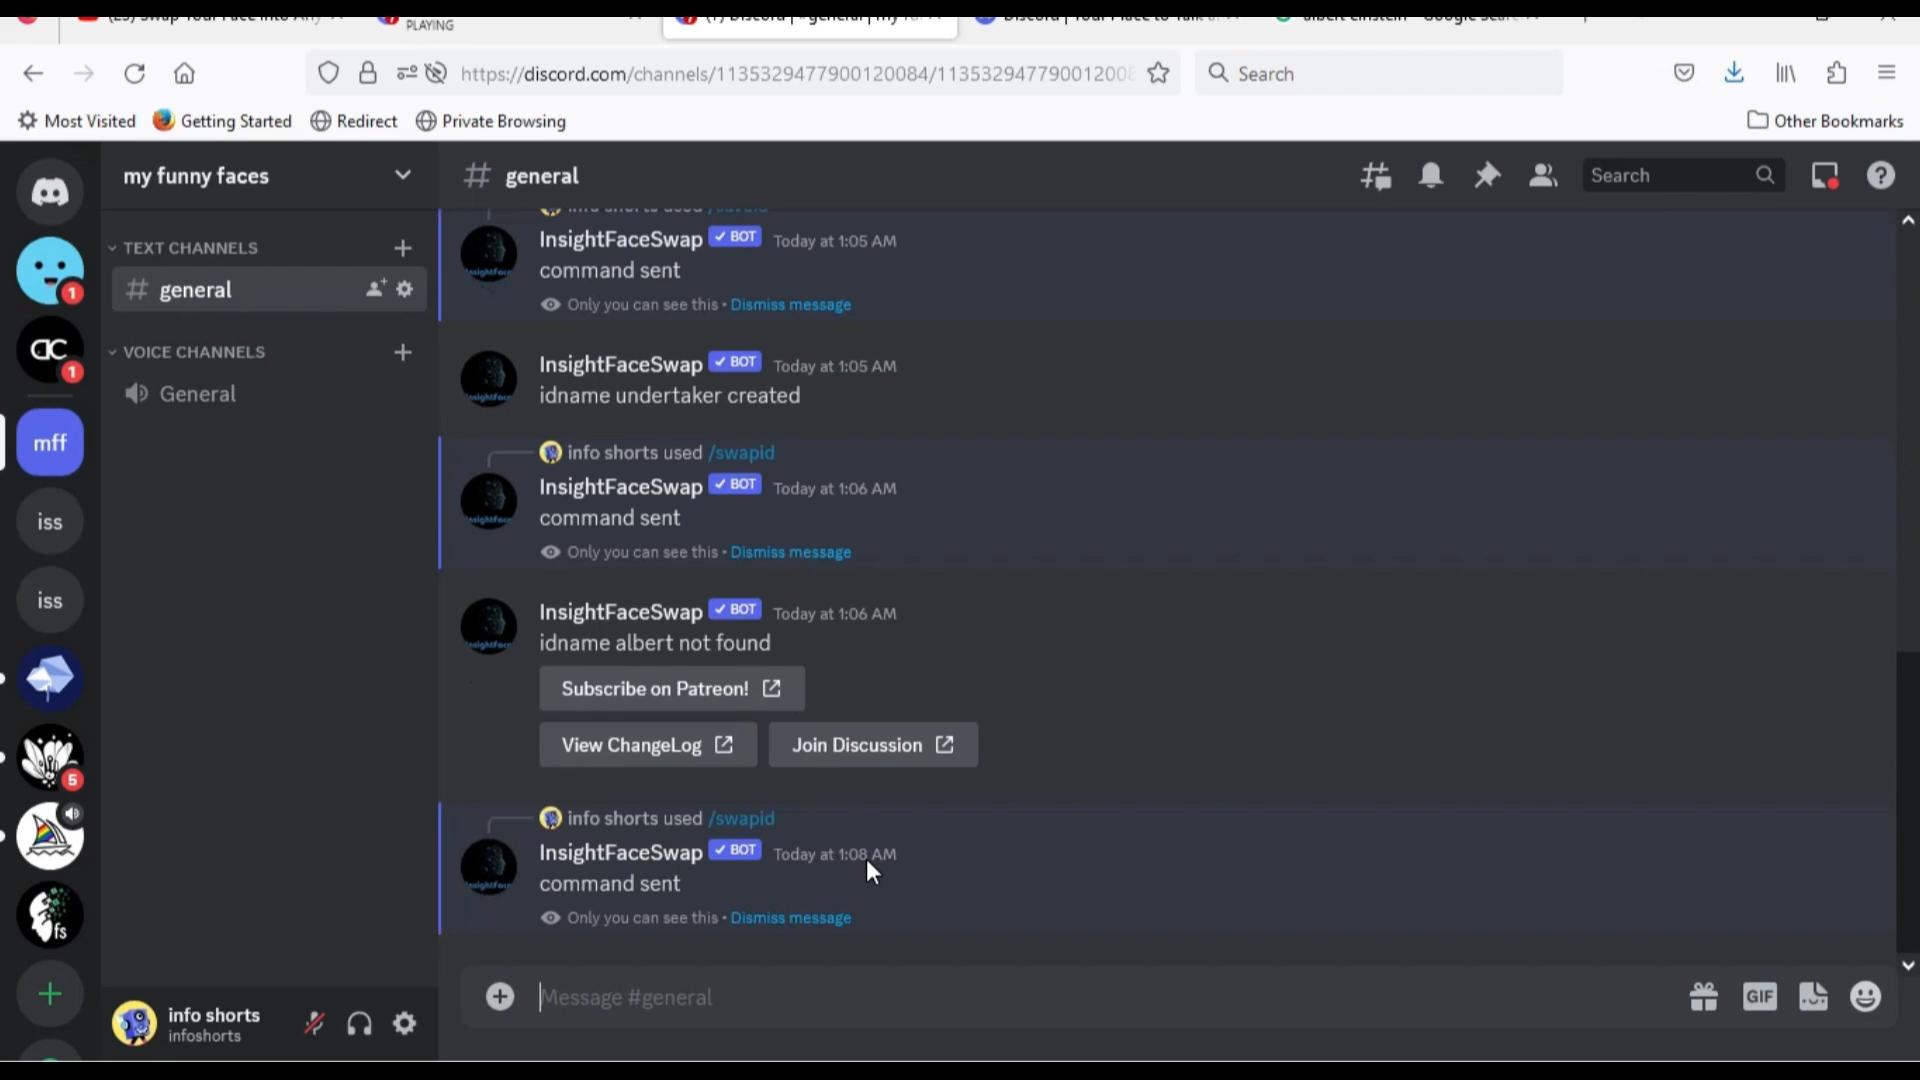 PLAYING
https://discord.com/channels/1135329477900120084/113532947790012008
Search
Most Visited
Getting Started
Redirect
Private Browsing
Other Bookmarks
my funny faces
# general
Search
TEXT CHANNELS
# general
VOICE CHANNELS
General
1
1
mff
iss
iss
5
fs
InsightFaceSwap ✓ BOT Today at 1:05 AM
command sent
Only you can see this • Dismiss message
InsightFaceSwap ✓ BOT Today at 1:05 AM
idname undertaker created
info shorts used /swapid
InsightFaceSwap ✓ BOT Today at 1:06 AM
command sent
Only you can see this • Dismiss message
InsightFaceSwap ✓ BOT Today at 1:06 AM
idname albert not found
Subscribe on Patreon!
View ChangeLog
Join Discussion
info shorts used /swapid
InsightFaceSwap ✓ BOT Today at 1:08 AM
command sent
Only you can see this • Dismiss message
Message #general
GIF
info shorts
infoshorts